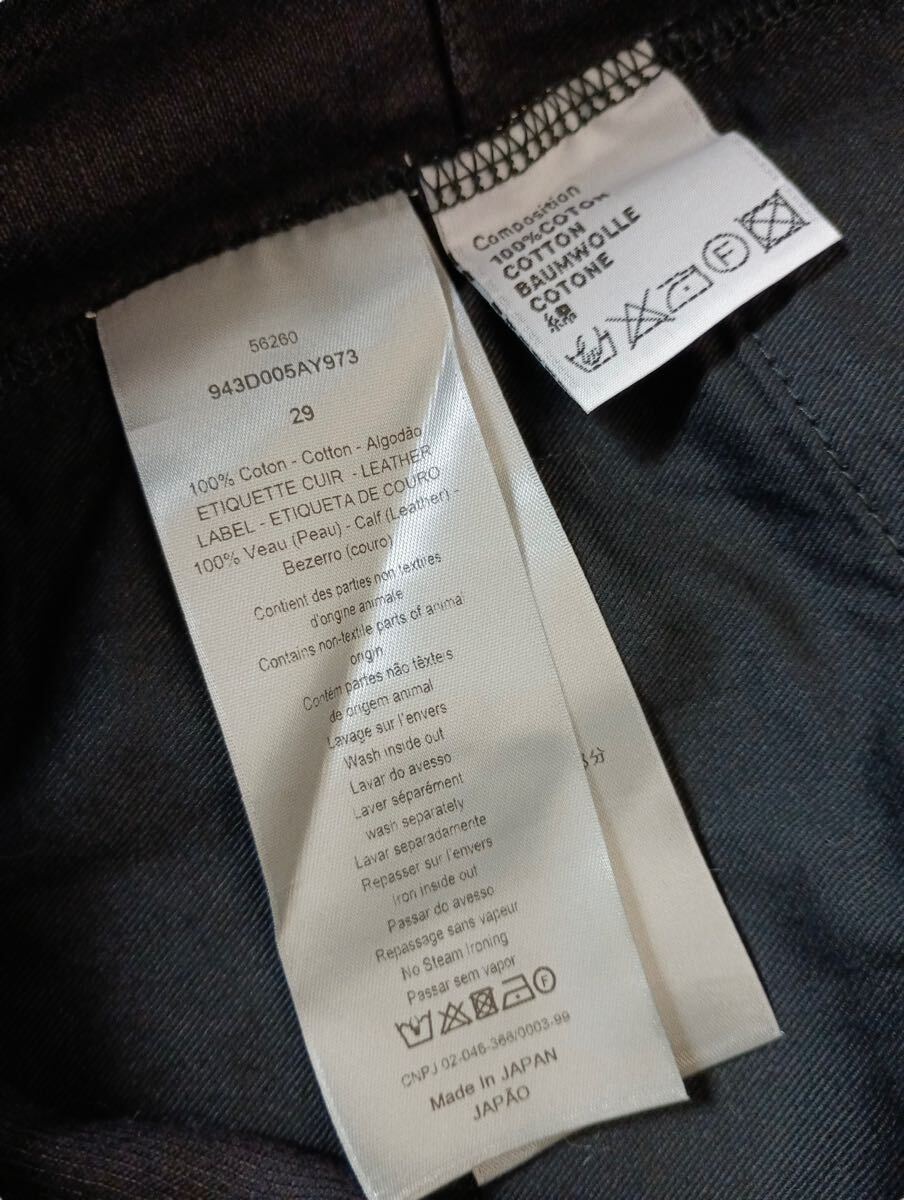 56260
943D005AY973
29
100% Coton - Cotton - Algodão
ETIQUETTE CUIR - LEATHER
LABEL - ETIQUETA DE COURO
100% Veau (Peau) - Calf (Leather) -
Bezerro (couro)
Contient des parties non textiles
d'origine animale
Contains non-textile parts of animal
origin
Contém partes não têxteis
de origem animal
Lavage sur l'envers
Wash inside out
Lavar do avesso
Laver séparément
wash separately
Lavar separadamente
Repasser sur l'envers
Iron inside out
Passar do avesso
Repassage sans vapeur
No Steam Ironing
Passar sem vapor
F
CNPJ 02-046-366/0003-99
Made In JAPAN
JAPÃO
Composition
100%COTON
COTTON
BAUMWOLLE
COTONE
綿
F
分